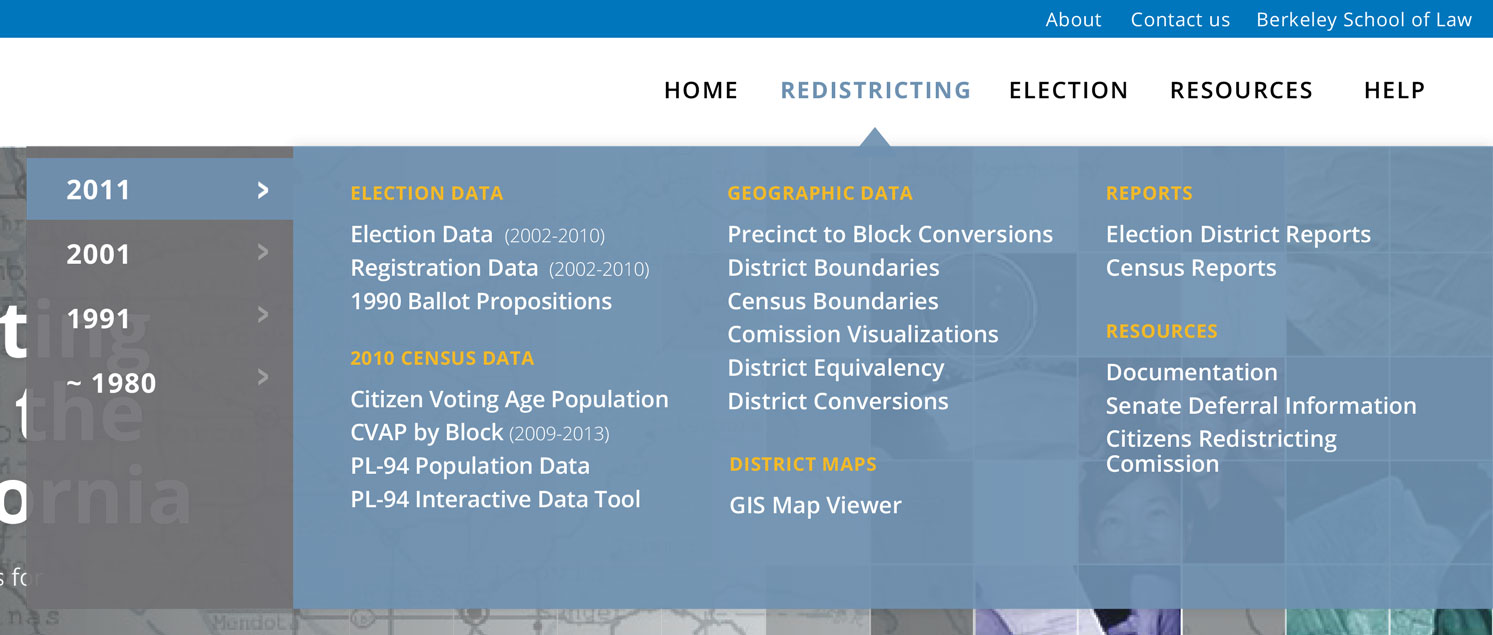 About Contact us Berkeley School of Law
HOME REDISTRICTING ELECTION RESOURCES HELP
2011 >
2001 >
1991 >
~ 1980 >
ELECTION DATA
Election Data (2002-2010)
Registration Data (2002-2010)
1990 Ballot Propositions
2010 CENSUS DATA
Citizen Voting Age Population
CVAP by Block (2009-2013)
PL-94 Population Data
PL-94 Interactive Data Tool
GEOGRAPHIC DATA
Precinct to Block Conversions
District Boundaries
Census Boundaries
Comission Visualizations
District Equivalency
District Conversions
DISTRICT MAPS
GIS Map Viewer
REPORTS
Election District Reports
Census Reports
RESOURCES
Documentation
Senate Deferral Information
Citizens Redistricting
Comission
ting
the
ornia
s for
Mendota